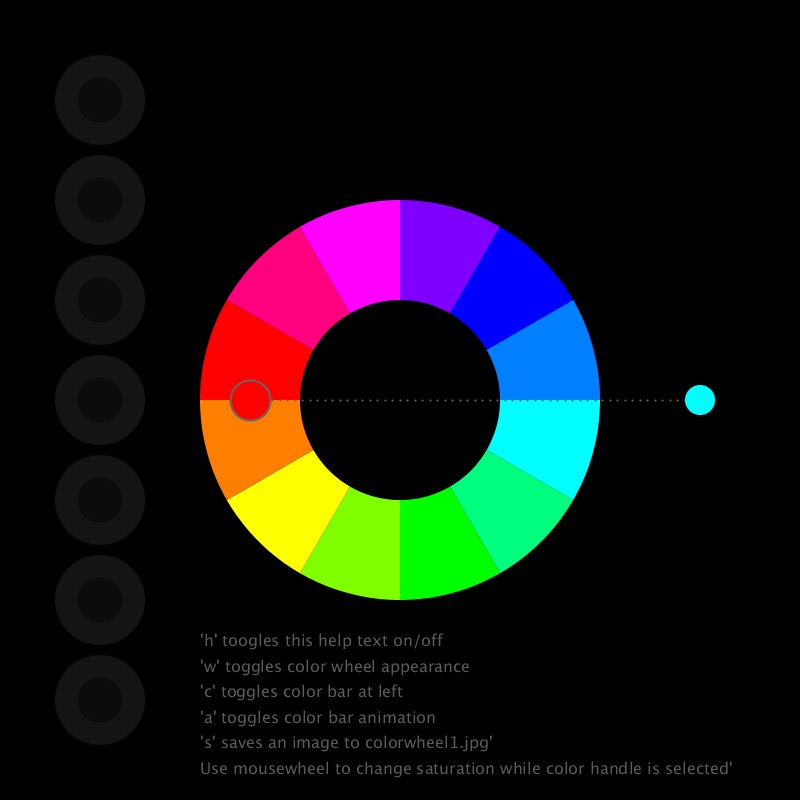 'h' toogles this help text on/off
'w' toggles color wheel appearance
'c' toggles color bar at left
'a' toggles color bar animation
's' saves an image to colorwheel1.jpg'
Use mousewheel to change saturation while color handle is selected'